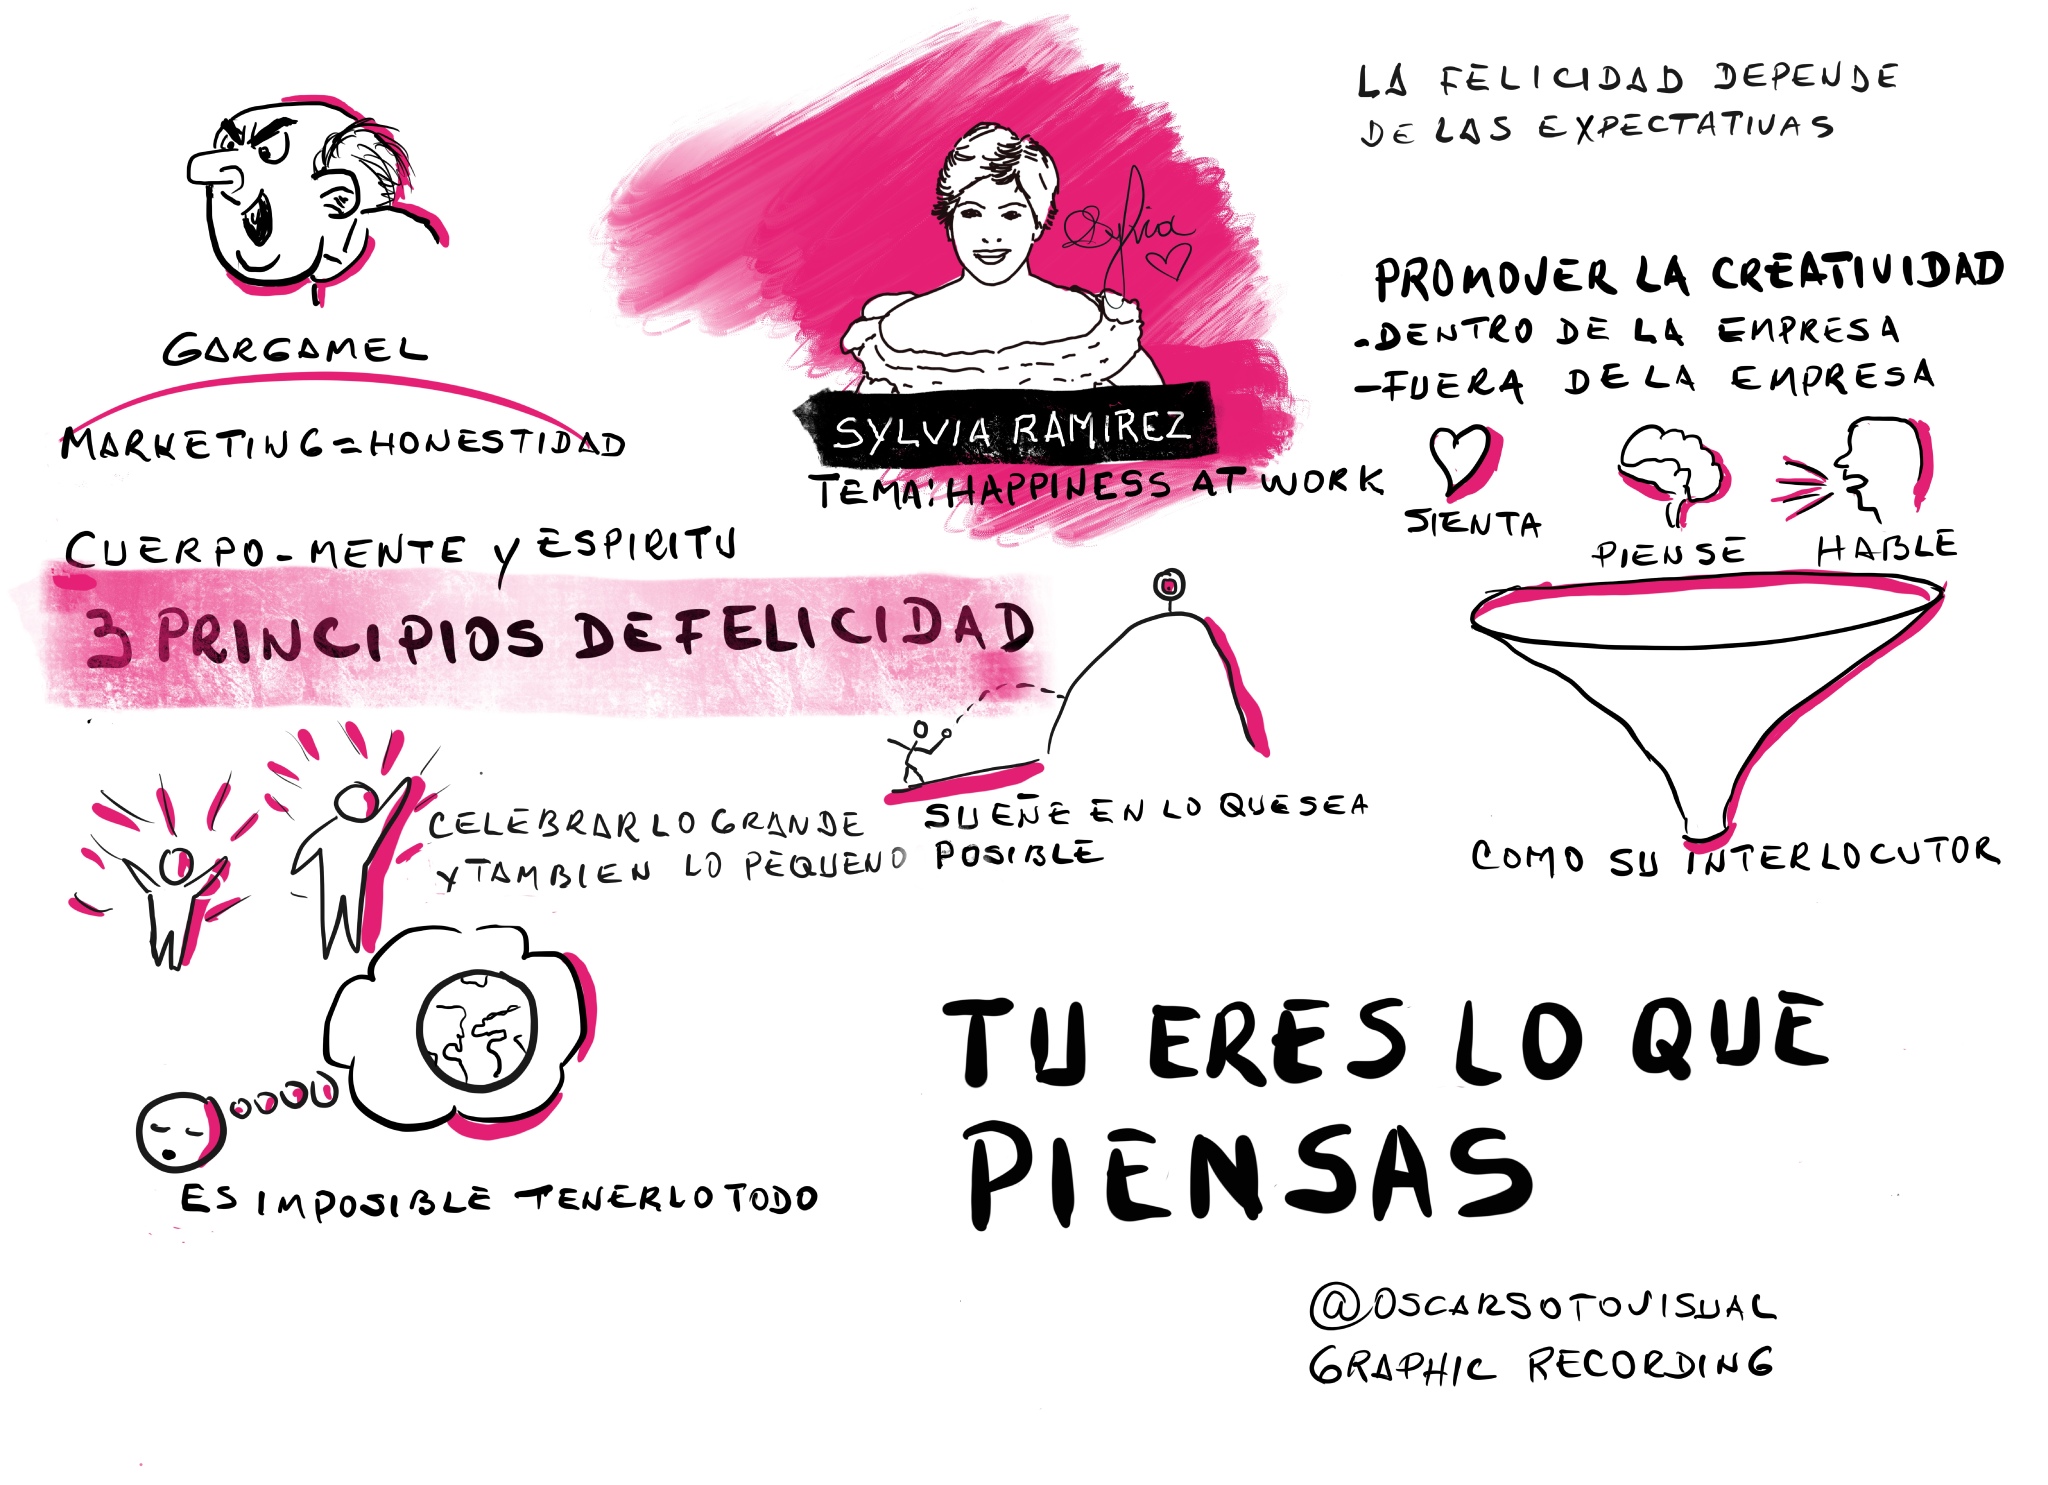 GARGAMEL
MARKETING = HONESTIDAD
CUERPO - MENTE Y ESPIRITU
3 PRINCIPIOS DE FELICIDAD
CELEBRAR LO GRANDE
Y TAMBIEN LO PEQUENO
ES IMPOSIBLE TENERLO TODO
Sylvia
SYLVIA RAMIREZ
TEMA: HAPPINESS AT WORK
SUEÑE EN LO QUE SEA
POSIBLE
LA FELICIDAD DEPENDE
DE LAS EXPECTATIVAS
PROMOVER LA CREATIVIDAD
- DENTRO DE LA EMPRESA
- FUERA DE LA EMPRESA
SIENTA
PIENSE
HABLE
COMO SU INTERLOCUTOR
TU ERES LO QUE
PIENSAS
@OSCARSOTOVISUAL
GRAPHIC RECORDING